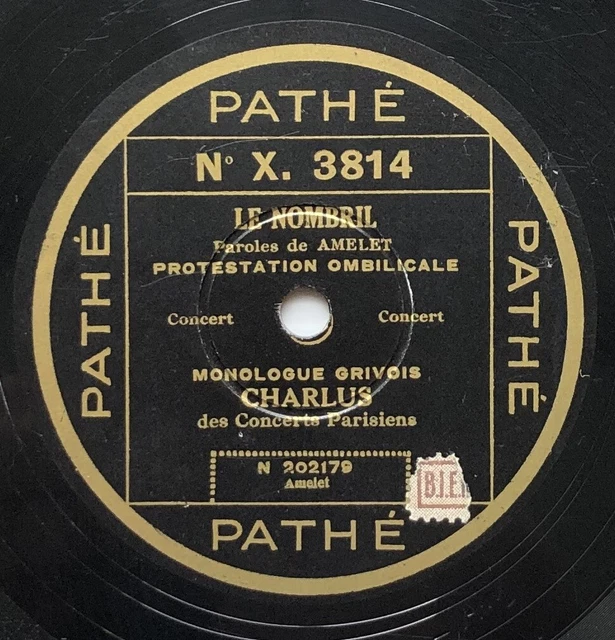 PATHÉ
N° X. 3814
LE NOMBRIL
Paroles de AMELET
PROTESTATION OMBILICALE
Concert Concert
MONOLOGUE GRIVOIS
CHARLUS
des Concerts Parisiens
N 202179
Amelet
B.I.E.
PATHÉ
PATHÉ
PATHÉ